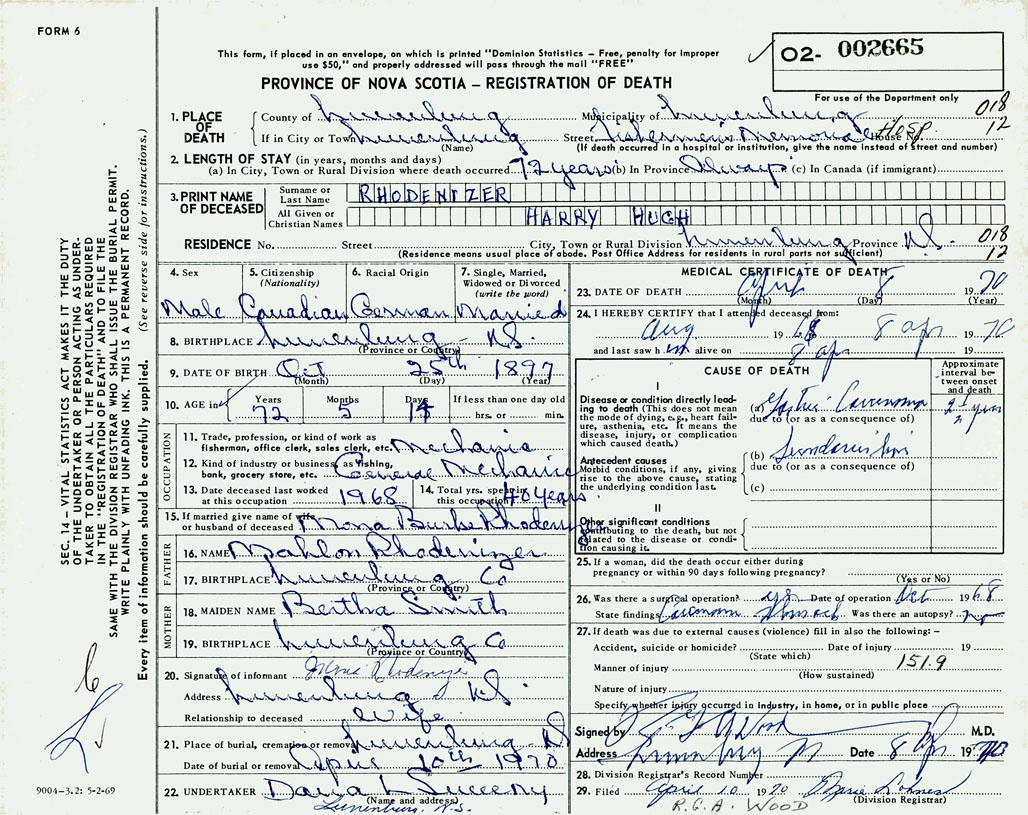 FORM 6
This form, if placed in an envelope, on which is printed "Dominion Statistics – Free, penalty for improper
use $50," and properly addressed will pass through the mail "FREE"
O2- 002665
PROVINCE OF NOVA SCOTIA – REGISTRATION OF DEATH
For use of the Department only
1. PLACE OF DEATH County of Lunenburg Municipality of Lunenburg 018
If in City or Town Lunenburg Street Fishermen's Memorial Hosp House No. 12
(Name) (If death occurred in a hospital or institution, give the name instead of Street and number)
2. LENGTH OF STAY (in years, months and days)
(a) In City, Town or Rural Division where death occurred 72 years (b) In Province Always (c) In Canada (if immigrant)
3. PRINT NAME OF DECEASED Surname or Last Name RHODENIZER
All Given or Christian Names HARRY HUGH
RESIDENCE No. Street City, Town or Rural Division Lunenburg Province N.S. 018
12
(Residence means usual place of abode. Post Office Address for residents in rural parts not sufficient)
4. Sex 5. Citizenship (Nationality) 6. Racial Origin 7. Single, Married, Widowed or Divorced (write the word)
Male Canadian German Married
8. BIRTHPLACE Lunenburg N.S.
(Province or Country)
9. DATE OF BIRTH Oct 25th 1897
(Month) (Day) (Year)
10. AGE in Years Months Days If less than one day old
72 5 14 hrs. or min.
OCCUPATION
11. Trade, profession, or kind of work as
fisherman, office clerk, sales clerk, etc. Mechanic
12. Kind of industry or business, as fishing,
bank, grocery store, etc. General Mechanic
13. Date deceased last worked at this occupation 1968 14. Total yrs. spent in this occupation 40 years
15. If married give name of wife
or husband of deceased Mona Burke Rhodenizer
FATHER
16. NAME Mahlon Rhodenizer
17. BIRTHPLACE Lunenburg Co
(Province or Country)
MOTHER
18. MAIDEN NAME Bertha Smith
19. BIRTHPLACE Lunenburg Co
(Province or Country)
20. Signature of informant Mona Rhodenizer
Address Lunenburg N.S.
Relationship to deceased Wife
21. Place of burial, cremation or removal Lunenburg N.S.
Date of burial or removal April 10th 1970
22. UNDERTAKER Dana L Sweeny
(Name and address)
Lunenburg N.S.
MEDICAL CERTIFICATE OF DEATH
23. DATE OF DEATH April 8 1970
(Month) (Day) (Year)
24. I HEREBY CERTIFY that I attended deceased from:
Aug 1968 8 apr 1970
and last saw him alive on 8 apr 19
CAUSE OF DEATH
Approximate interval between onset and death
I
Disease or condition directly leading to death (This does not mean the mode of dying, e.g., heart failure, asthenia, etc. It means the disease, injury, or complication which caused death.)
(a) Gastric Carcinoma
due to (or as a consequence of)
Antecedent causes
Morbid conditions, if any, giving rise to the above cause, stating the underlying condition last.
(b)
due to (or as a consequence of)
(c)
II
Other significant conditions
contributing to the death, but not related to the disease or condition causing it.
25. If a woman, did the death occur either during
pregnancy or within 90 days following pregnancy?
(Yes or No)
26. Was there a surgical operation? yes Date of operation Oct 1968
State findings Carcinoma Stomach Was there an autopsy? no
27. If death was due to external causes (violence) fill in also the following: –
Accident, suicide or homicide? Date of injury 19
(State which)
Manner of injury 151.9
(How sustained)
Nature of injury
Specify whether injury occurred in industry, in home, or in public place
Signed by R G A Wood M.D.
Address Lunenburg Date 8 Apr 1970
28. Division Registrar's Record Number
29. Filed April 10 1970
(Division Registrar)
R.G.A. WOOD
SEC. 14 – VITAL STATISTICS ACT MAKES IT THE DUTY
OF THE UNDERTAKER OR PERSON ACTING AS UNDER-
TAKER TO OBTAIN ALL THE PARTICULARS REQUIRED
IN THE "REGISTRATION OF DEATH" AND TO FILE THE
SAME WITH THE DIVISION REGISTRAR WHO SHALL ISSUE THE BURIAL PERMIT.
WRITE PLAINLY WITH UNFADING INK. THIS IS A PERMANENT RECORD.
Every item of information should be carefully supplied. (See reverse side for instructions.)
9004-3.2: 5-2-69